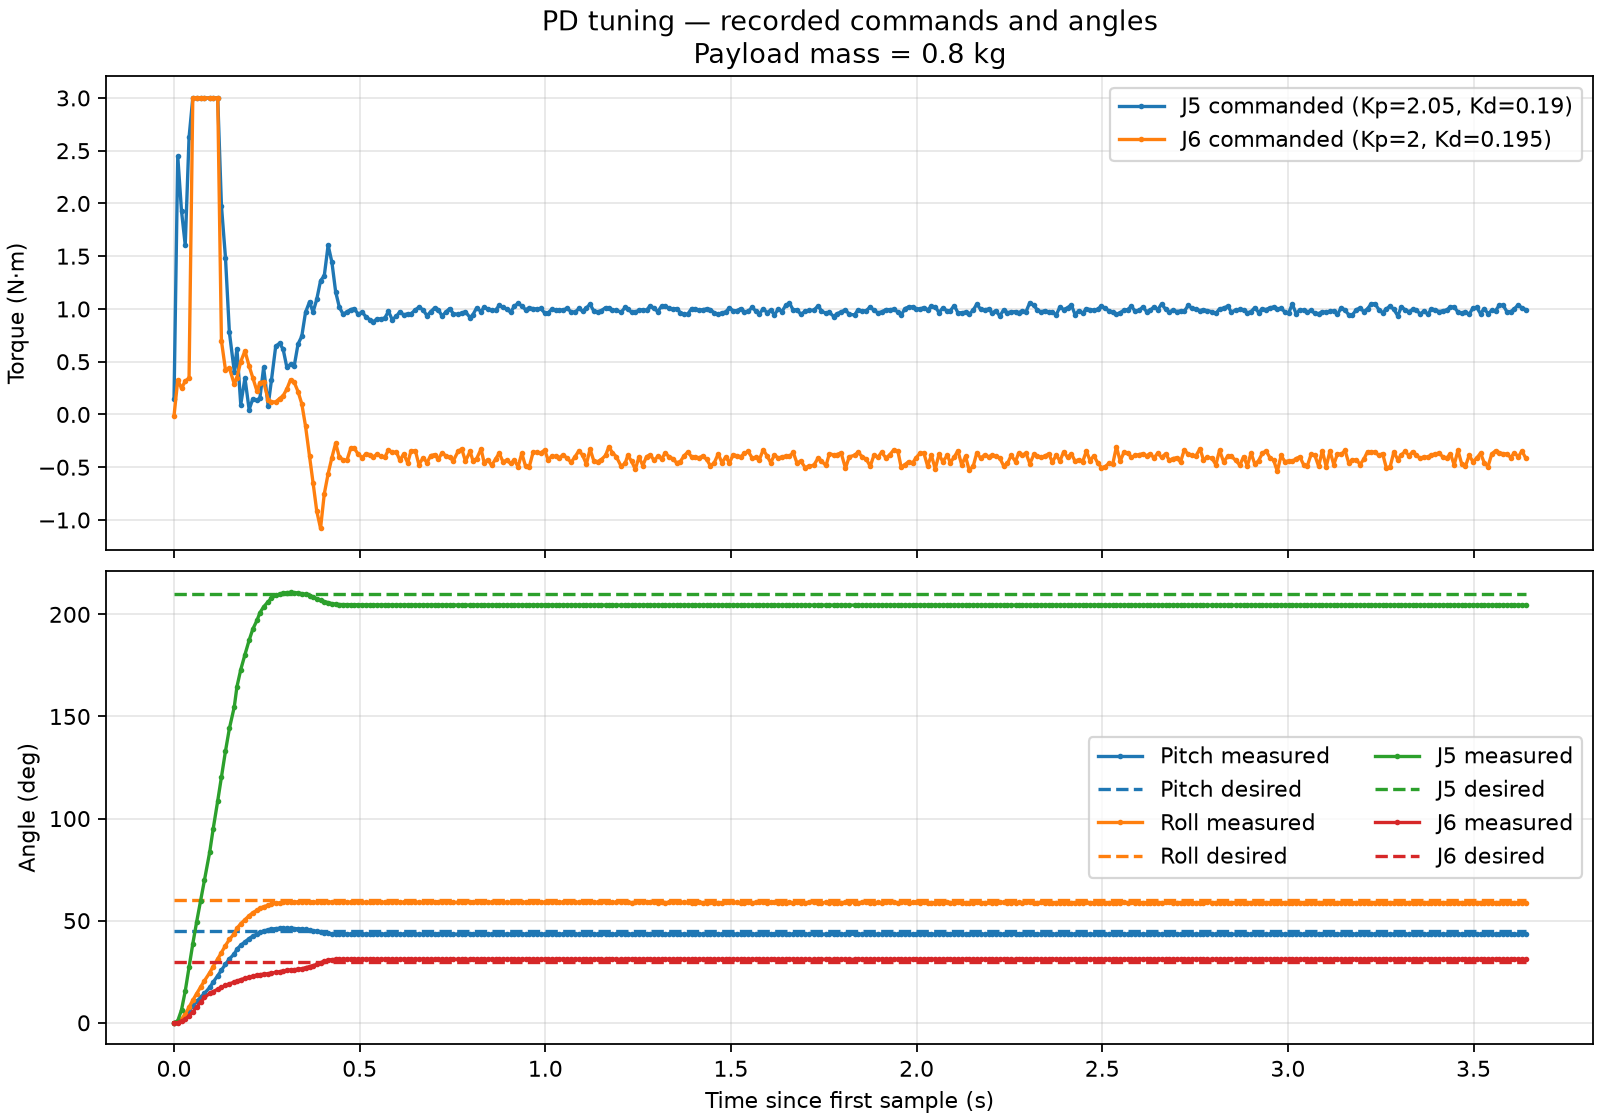 PD tuning — recorded commands and angles
Payload mass = 0.8 kg
3.0
2.5
2.0
1.5
1.0
0.5
0.0
−0.5
−1.0
Torque (N·m)
J5 commanded (Kp=2.05, Kd=0.19)
J6 commanded (Kp=2, Kd=0.195)
200
150
100
50
0
Angle (deg)
Pitch measured
Pitch desired
Roll measured
Roll desired
J5 measured
J5 desired
J6 measured
J6 desired
0.0 0.5 1.0 1.5 2.0 2.5 3.0 3.5
Time since first sample (s)